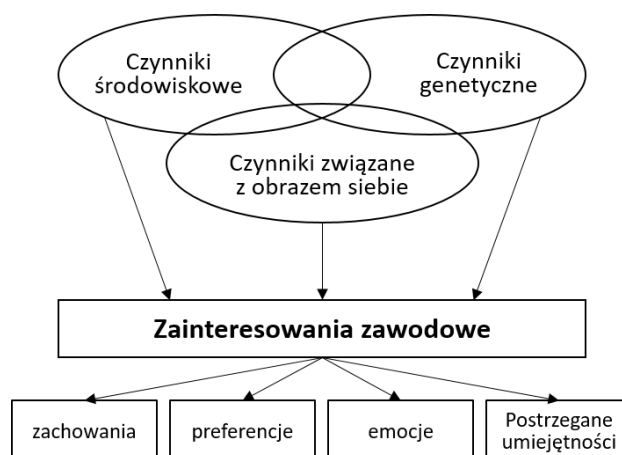 Czynniki
środowiskowe
Czynniki
genetyczne
Czynniki związane
z obrazem siebie
Zainteresowania zawodowe
zachowania
preferencje
emocje
Postrzegane
umiejętności